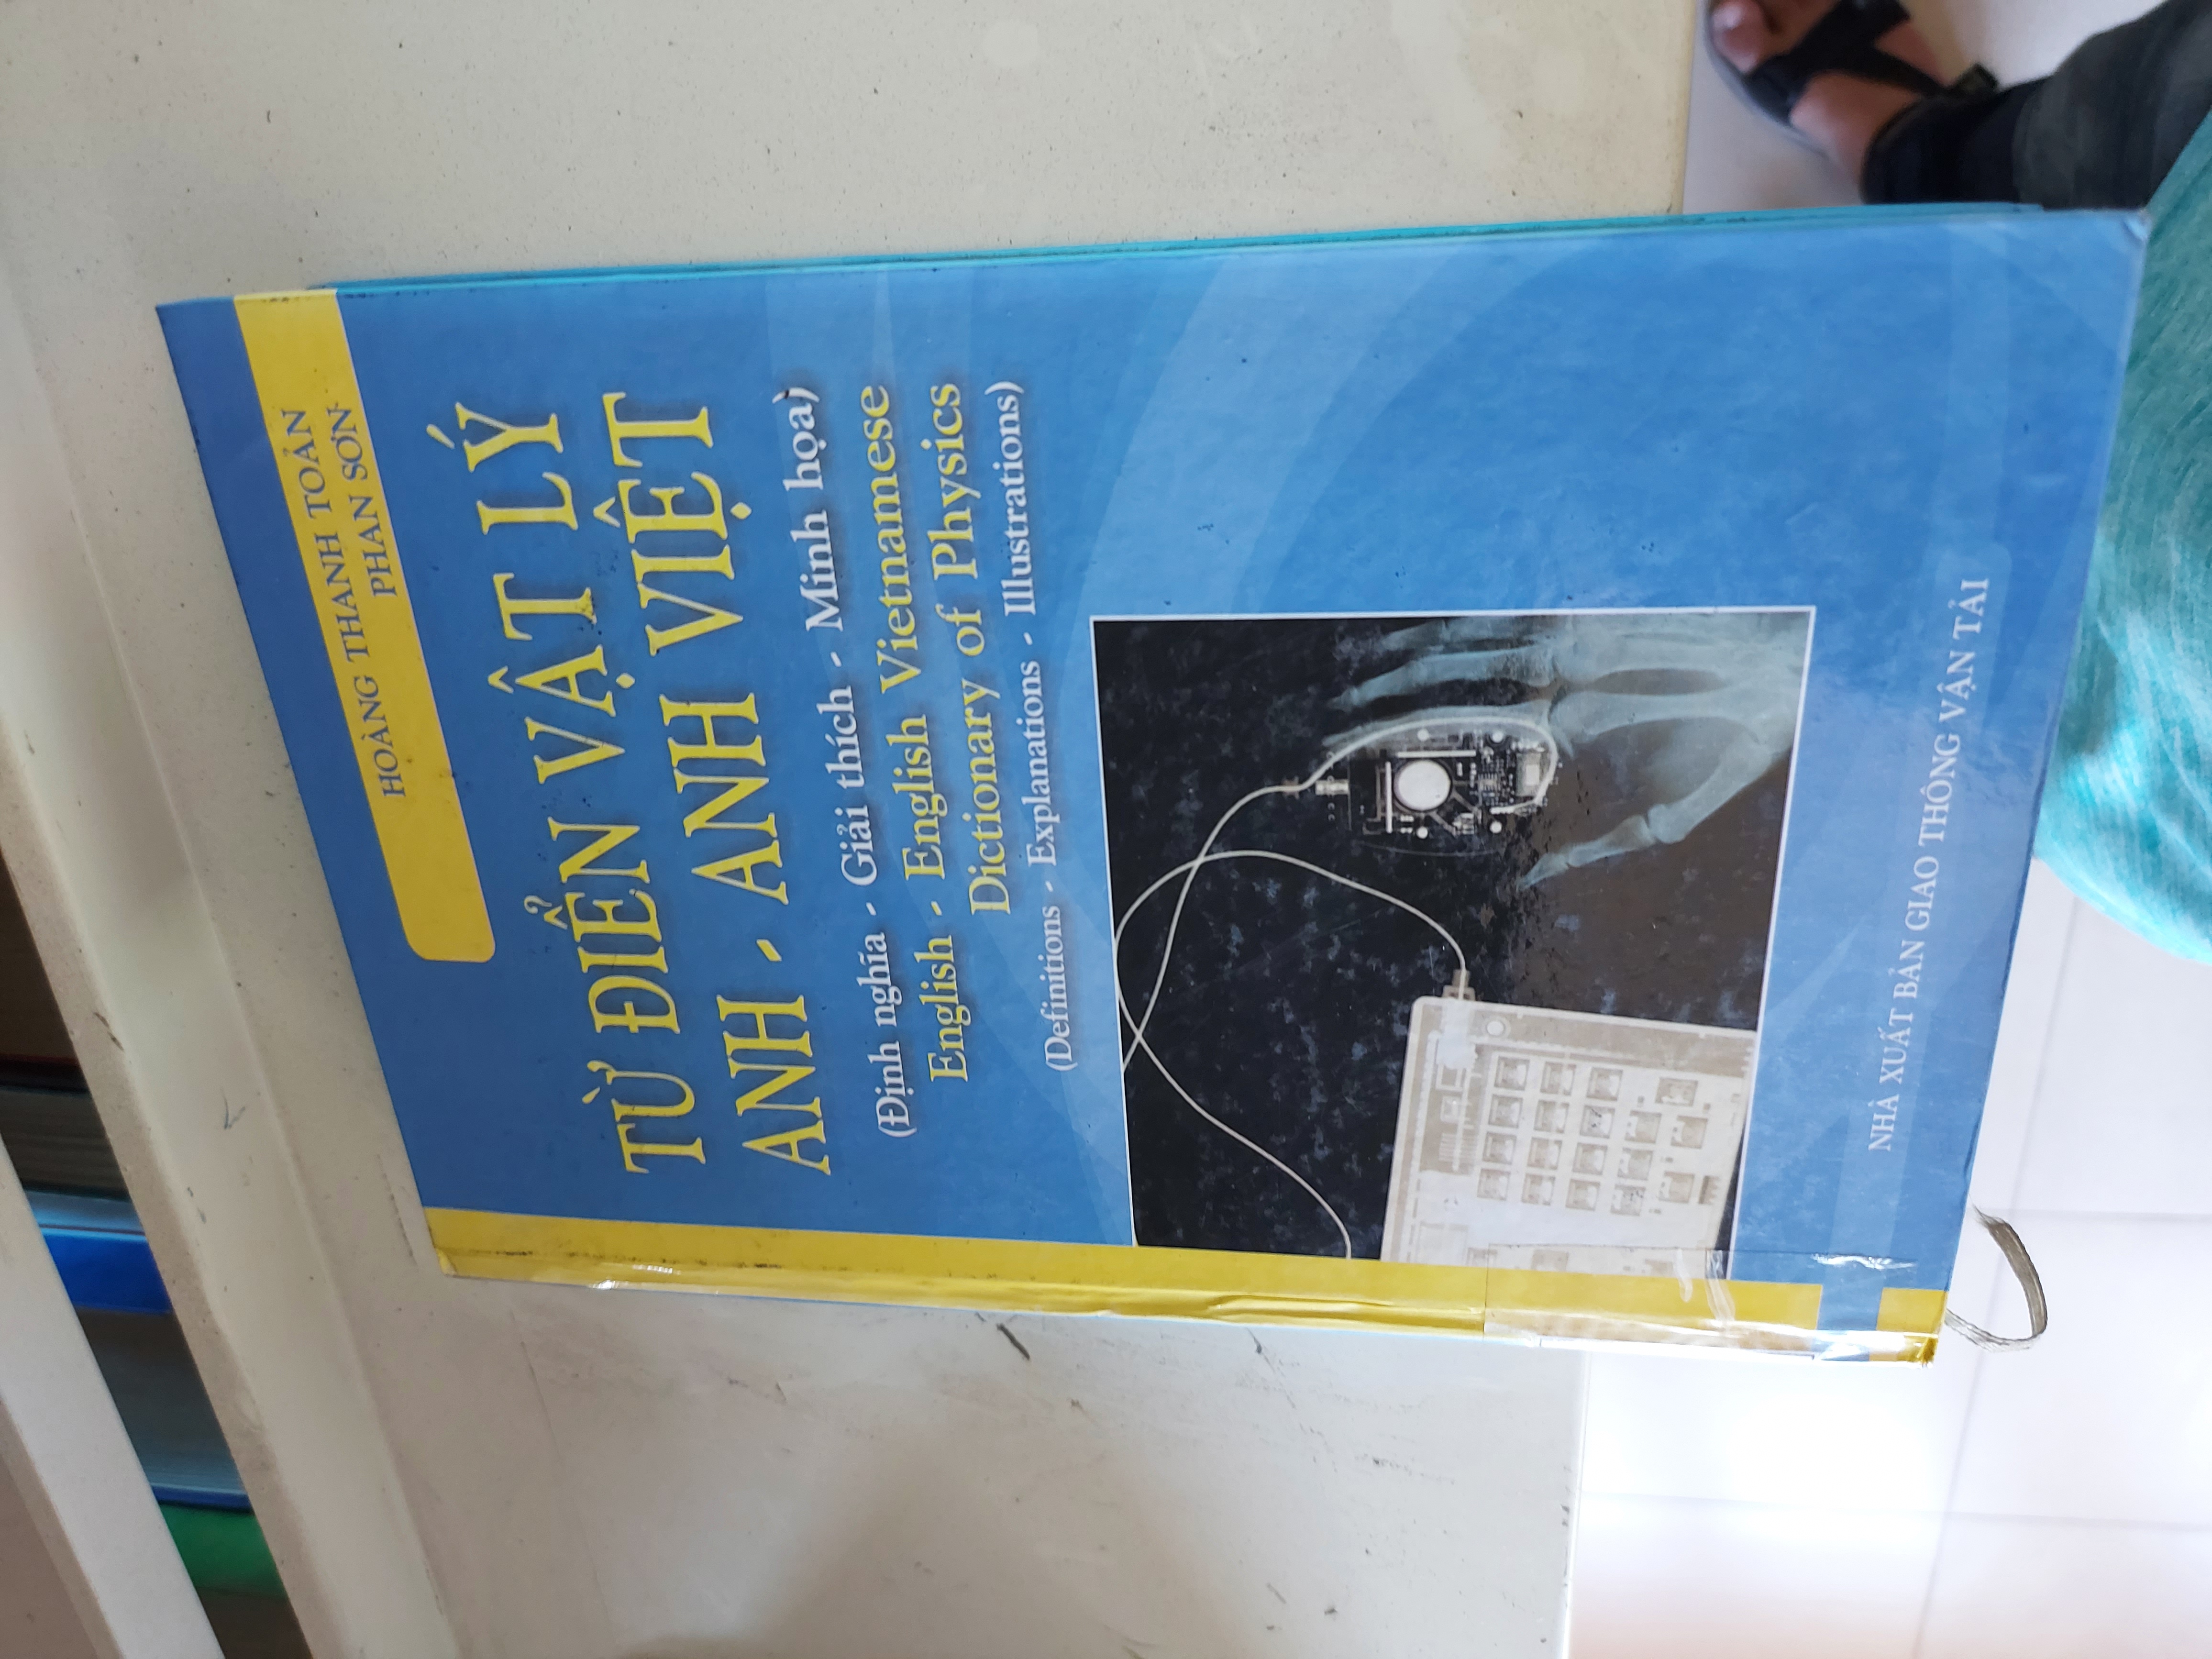 HOÀNG THANH TOẢN
PHAN SƠN
TỪ ĐIỂN VẬT LÝ
ANH - ANH VIỆT
(Định nghĩa - Giải thích - Minh họa)
English - English Vietnamese
Dictionary of Physics
(Definitions - Explanations - Illustrations)
NHÀ XUẤT BẢN GIAO THÔNG VẬN TẢI